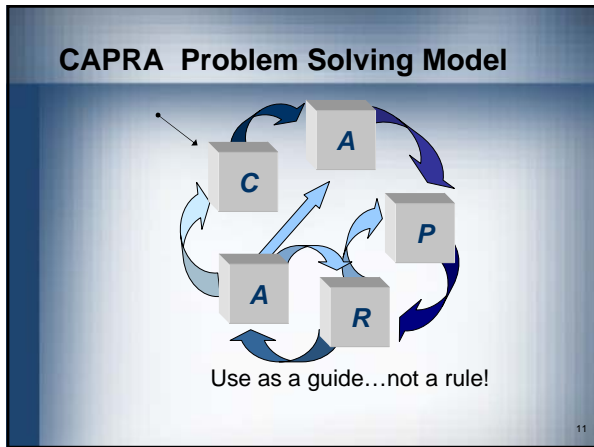 CAPRA  Problem Solving Model
A
C
P
A
R
Use as a guide…not a rule!
11